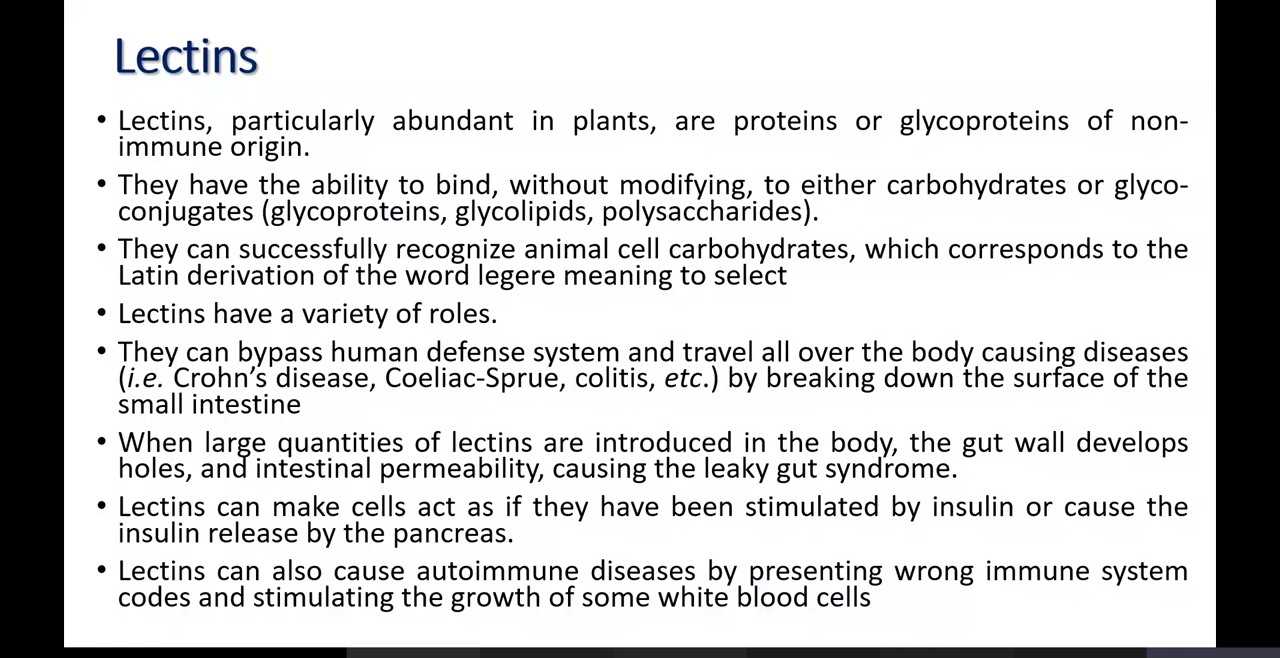 Lectins
• Lectins, particularly abundant in plants, are proteins or glycoproteins of non-
immune origin.
• They have the ability to bind, without modifying, to either carbohydrates or glyco-
conjugates (glycoproteins, glycolipids, polysaccharides).
• They can successfully recognize animal cell carbohydrates, which corresponds to the
Latin derivation of the word legere meaning to select
• Lectins have a variety of roles.
• They can bypass human defense system and travel all over the body causing diseases
(i.e. Crohn’s disease, Coeliac-Sprue, colitis, etc.) by breaking down the surface of the
small intestine
• When large quantities of lectins are introduced in the body, the gut wall develops
holes, and intestinal permeability, causing the leaky gut syndrome.
• Lectins can make cells act as if they have been stimulated by insulin or cause the
insulin release by the pancreas.
• Lectins can also cause autoimmune diseases by presenting wrong immune system
codes and stimulating the growth of some white blood cells